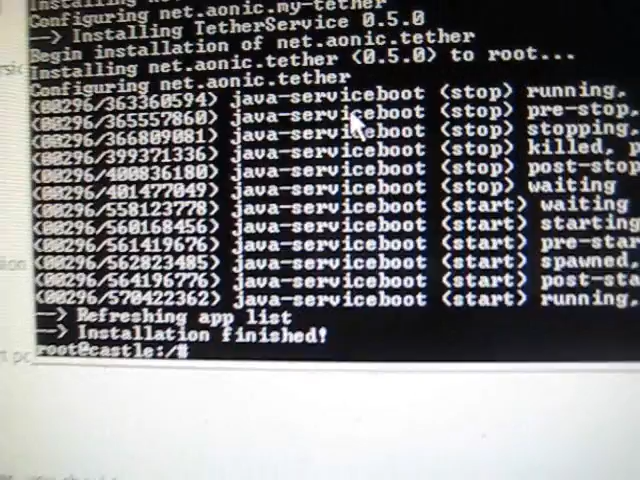 Installing net.aonic.my-tether
Configuring net.aonic.my-tether
--> Installing TetherService 0.5.0
Begin installation of net.aonic.tether
Installing net.aonic.tether (0.5.0) to root...
Configuring net.aonic.tether
(00296/363360594) java-serviceboot (stop) running,
(00296/365557860) java-serviceboot (stop) pre-stop,
(00296/366809081) java-serviceboot (stop) stopping,
(00296/399371336) java-serviceboot (stop) killed, p
(00296/400836180) java-serviceboot (stop) post-stop
(00296/401477049) java-serviceboot (stop) waiting
(00296/558123778) java-serviceboot (start) waiting
(00296/560168456) java-serviceboot (start) starting
(00296/561419676) java-serviceboot (start) pre-star
(00296/562823485) java-serviceboot (start) spawned,
(00296/564196776) java-serviceboot (start) post-sta
(00296/570422362) java-serviceboot (start) running,
--> Refreshing app list
--> Installation finished!
root@castle:/#